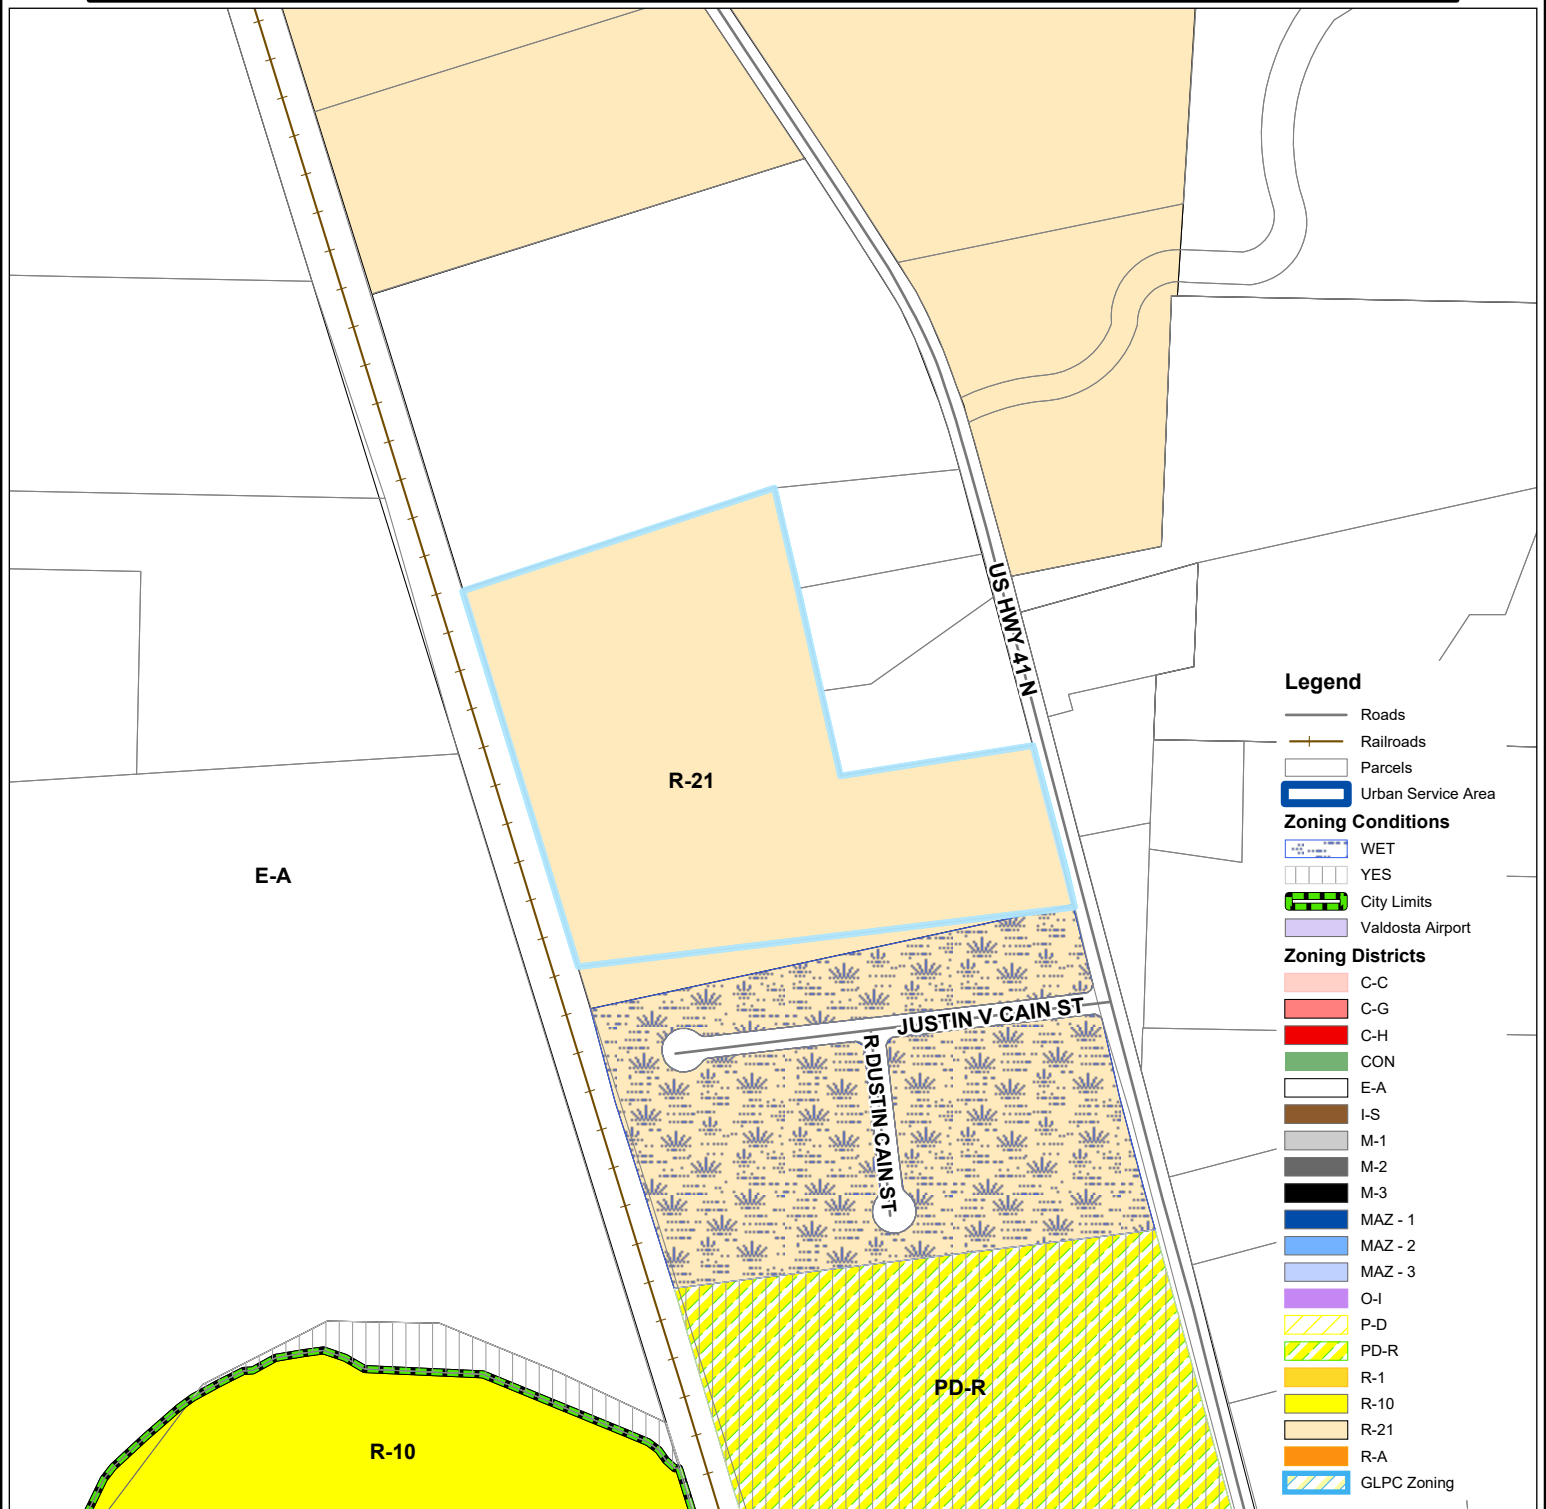 US HWY 41 N
R-21
E-A
JUSTIN V CAIN ST
R DUSTIN CAIN ST
PD-R
R-10
Legend
Roads
Railroads
Parcels
Urban Service Area
Zoning Conditions
WET
YES
City Limits
Valdosta Airport
Zoning Districts
C-C
C-G
C-H
CON
E-A
I-S
M-1
M-2
M-3
MAZ - 1
MAZ - 2
MAZ - 3
O-I
P-D
PD-R
R-1
R-10
R-21
R-A
GLPC Zoning